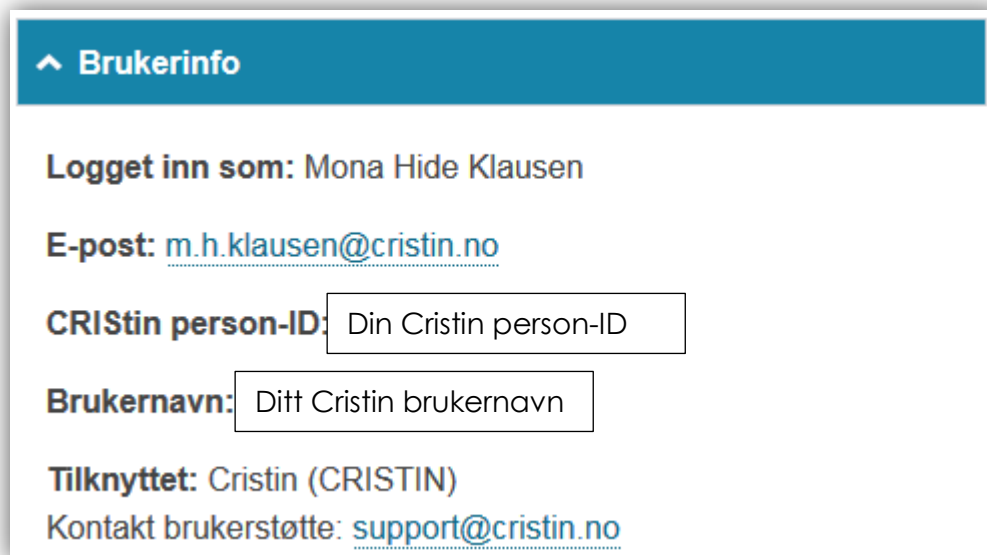 Brukerinfo
Logget inn som: Mona Hide Klausen
E-post: m.h.klausen@cristin.no
CRIStin person-ID: Din Cristin person-ID
Brukernavn: Ditt Cristin brukernavn
Tilknyttet: Cristin (CRISTIN)
Kontakt brukerstøtte: support@cristin.no